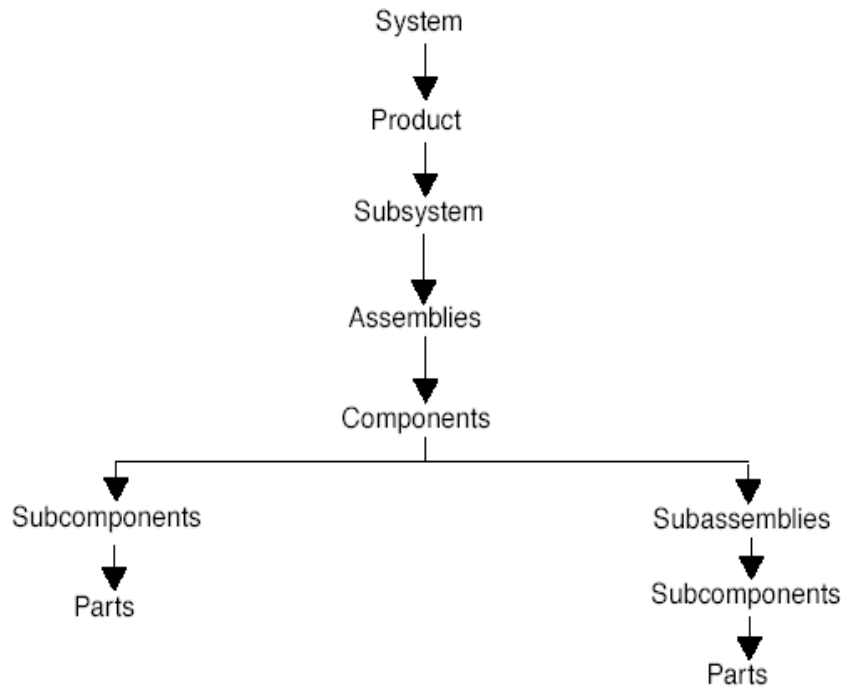 System
Product
Subsystem
Assemblies
Components
Subcomponents
Subassemblies
Parts
Subcomponents
Parts